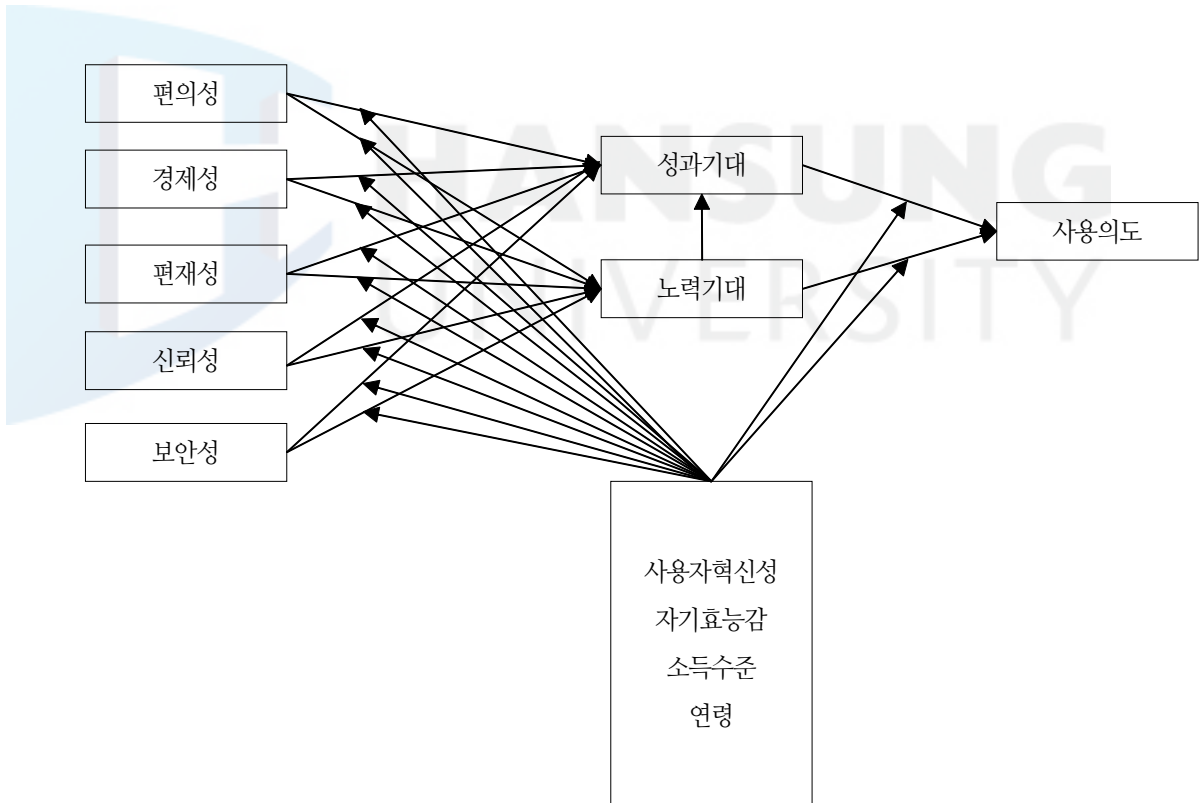 편의성
경제성
편재성
신뢰성
보안성
성과기대
노력기대
사용의도
사용자혁신성
자기효능감
소득수준
연령
HANSUNG
UNIVERSITY